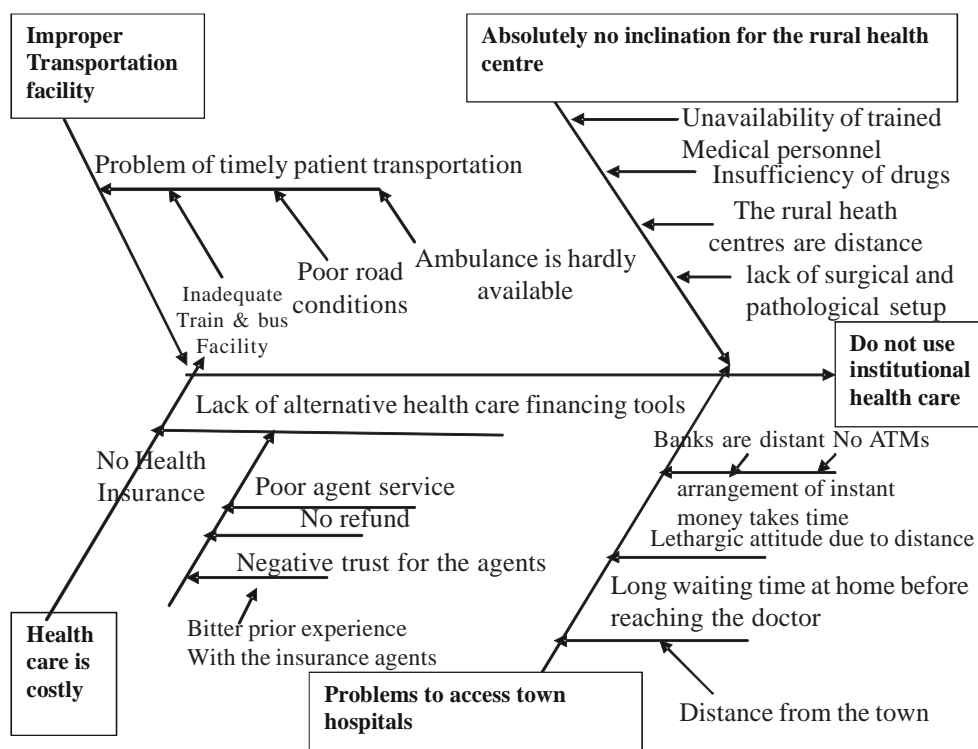 Improper
Transportation
facility
Absolutely no inclination for the rural health
centre
Unavailability of trained
Medical personnel
Insufficiency of drugs
The rural heath
centres are distance
lack of surgical and
pathological setup
Problem of timely patient transportation
Ambulance is hardly
available
Poor road
conditions
Inadequate
Train & bus
Facility
Do not use
institutional
health care
Lack of alternative health care financing tools
No Health
Insurance
Poor agent service
No refund
Negative trust for the agents
Bitter prior experience
With the insurance agents
Banks are distant No ATMs
arrangement of instant
money takes time
Lethargic attitude due to distance
Long waiting time at home before
reaching the doctor
Distance from the town
Health
care is
costly
Problems to access town
hospitals